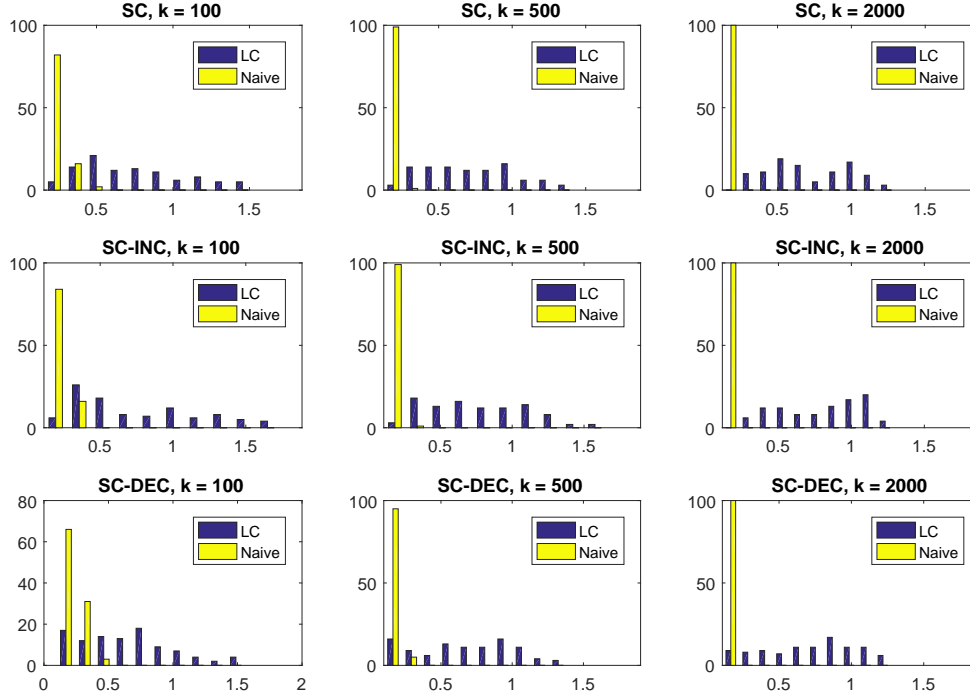 SC, k = 100
SC, k = 500
SC, k = 2000
100
50
0
0.5
1
1.5
LC
Naive
100
50
0
0.5
1
1.5
LC
Naive
100
50
0
0.5
1
1.5
LC
Naive
SC-INC, k = 100
SC-INC, k = 500
SC-INC, k = 2000
100
50
0
0.5
1
1.5
LC
Naive
100
50
0
0.5
1
1.5
LC
Naive
100
50
0
0.5
1
1.5
LC
Naive
SC-DEC, k = 100
SC-DEC, k = 500
SC-DEC, k = 2000
80
60
40
20
0
0
0.5
1
1.5
2
LC
Naive
100
50
0
0.5
1
1.5
LC
Naive
100
50
0
0.5
1
1.5
LC
Naive